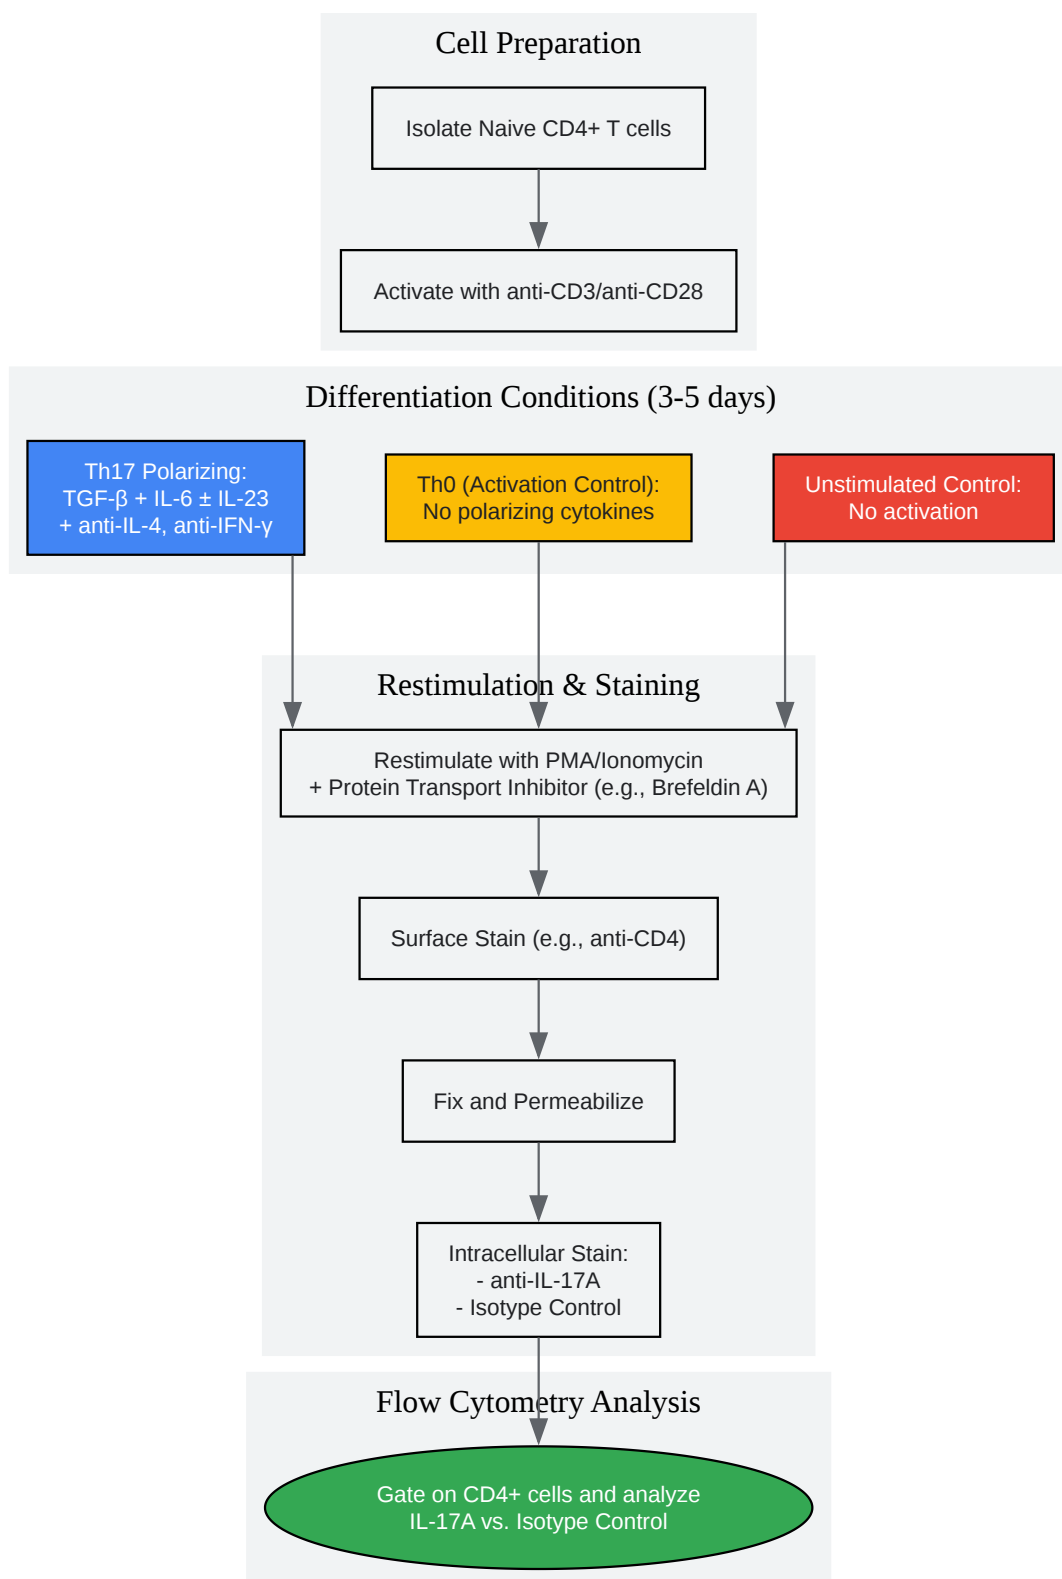 Cell Preparation
Isolate Naive CD4+ T cells
Activate with anti-CD3/anti-CD28
Differentiation Conditions (3-5 days)
Th17 Polarizing:
TGF-β + IL-6 ± IL-23
+ anti-IL-4, anti-IFN-γ
Th0 (Activation Control):
No polarizing cytokines
Unstimulated Control:
No activation
Restimulation & Staining
Restimulate with PMA/Ionomycin
+ Protein Transport Inhibitor (e.g., Brefeldin A)
Surface Stain (e.g., anti-CD4)
Fix and Permeabilize
Intracellular Stain:
- anti-IL-17A
- Isotype Control
Flow Cytometry Analysis
Gate on CD4+ cells and analyze
IL-17A vs. Isotype Control